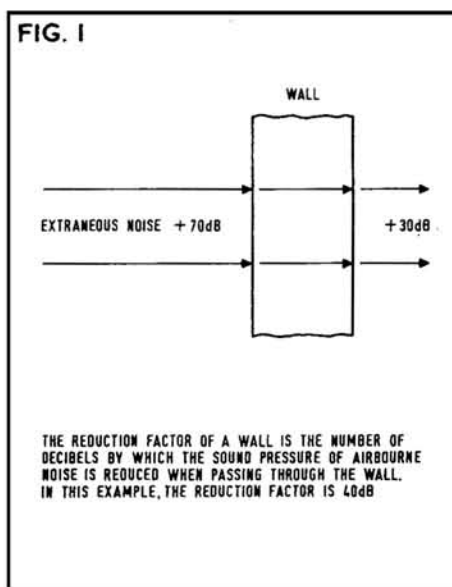 FIG. I
WALL
EXTRANEOUS NOISE +70dB
+30dB
THE REDUCTION FACTOR OF A WALL IS THE NUMBER OF
DECIBELS BY WHICH THE SOUND PRESSURE OF AIRBOURNE
NOISE IS REDUCED WHEN PASSING THROUGH THE WALL.
IN THIS EXAMPLE, THE REDUCTION FACTOR IS 40dB